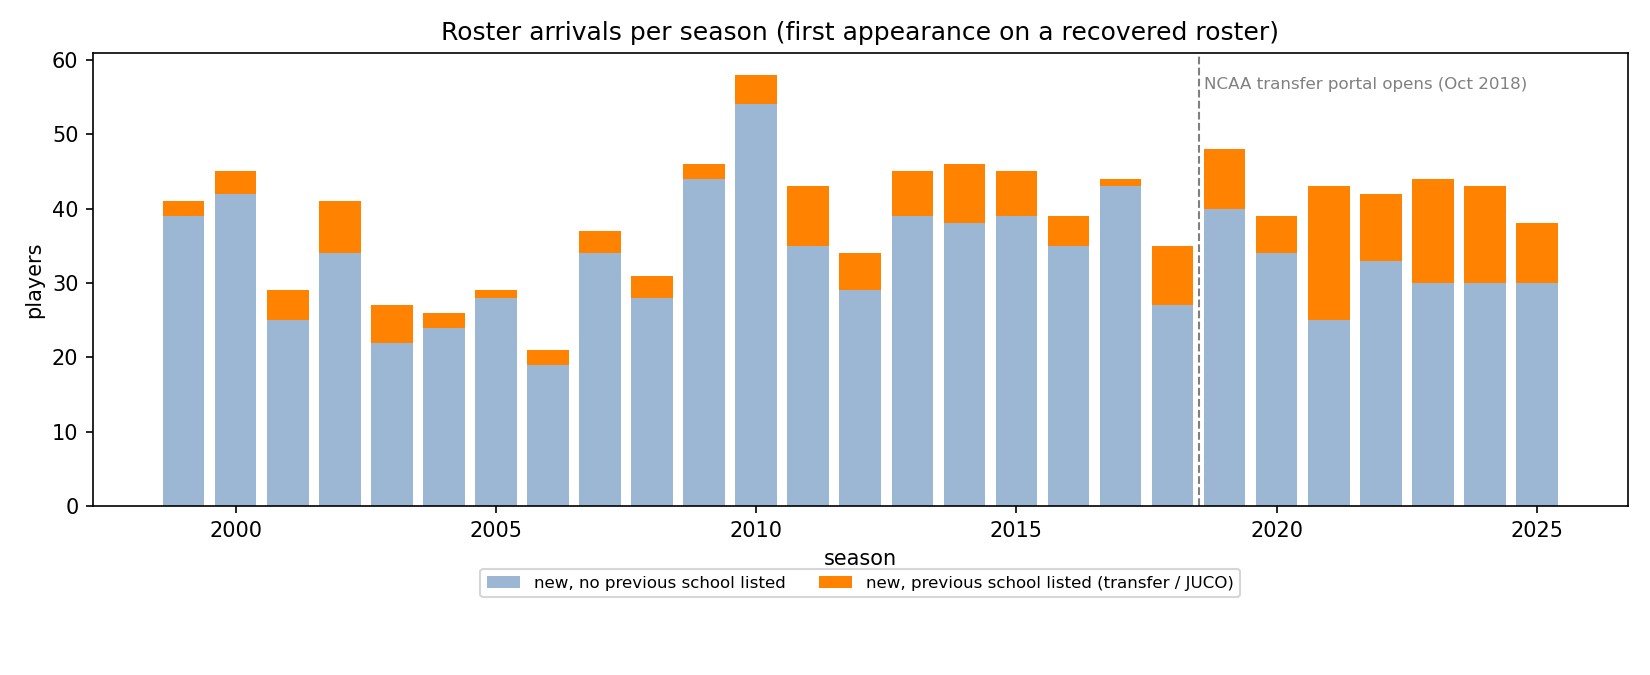 Roster arrivals per season (first appearance on a recovered roster)
60
50
40
30
20
10
0
players
NCAA transfer portal opens (Oct 2018)
2000 2005 2010 2015 2020 2025
season
new, no previous school listed new, previous school listed (transfer / JUCO)